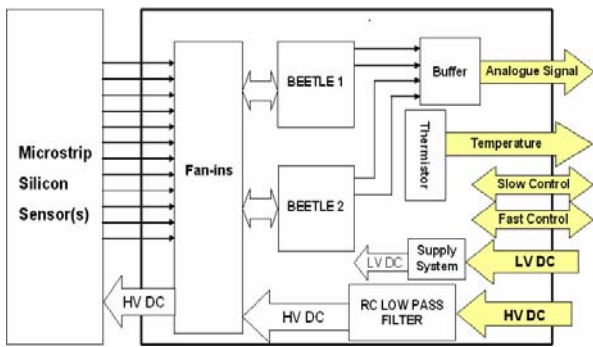 Microstrip
Silicon
Sensor(s)
Fan-ins
BEETLE 1
BEETLE 2
Buffer
Thermistor
Analogue Signal
Temperature
Slow Control
Fast Control
Supply
System
LV DC
LV DC
HV DC
HV DC
RC LOW PASS
FILTER
HV DC